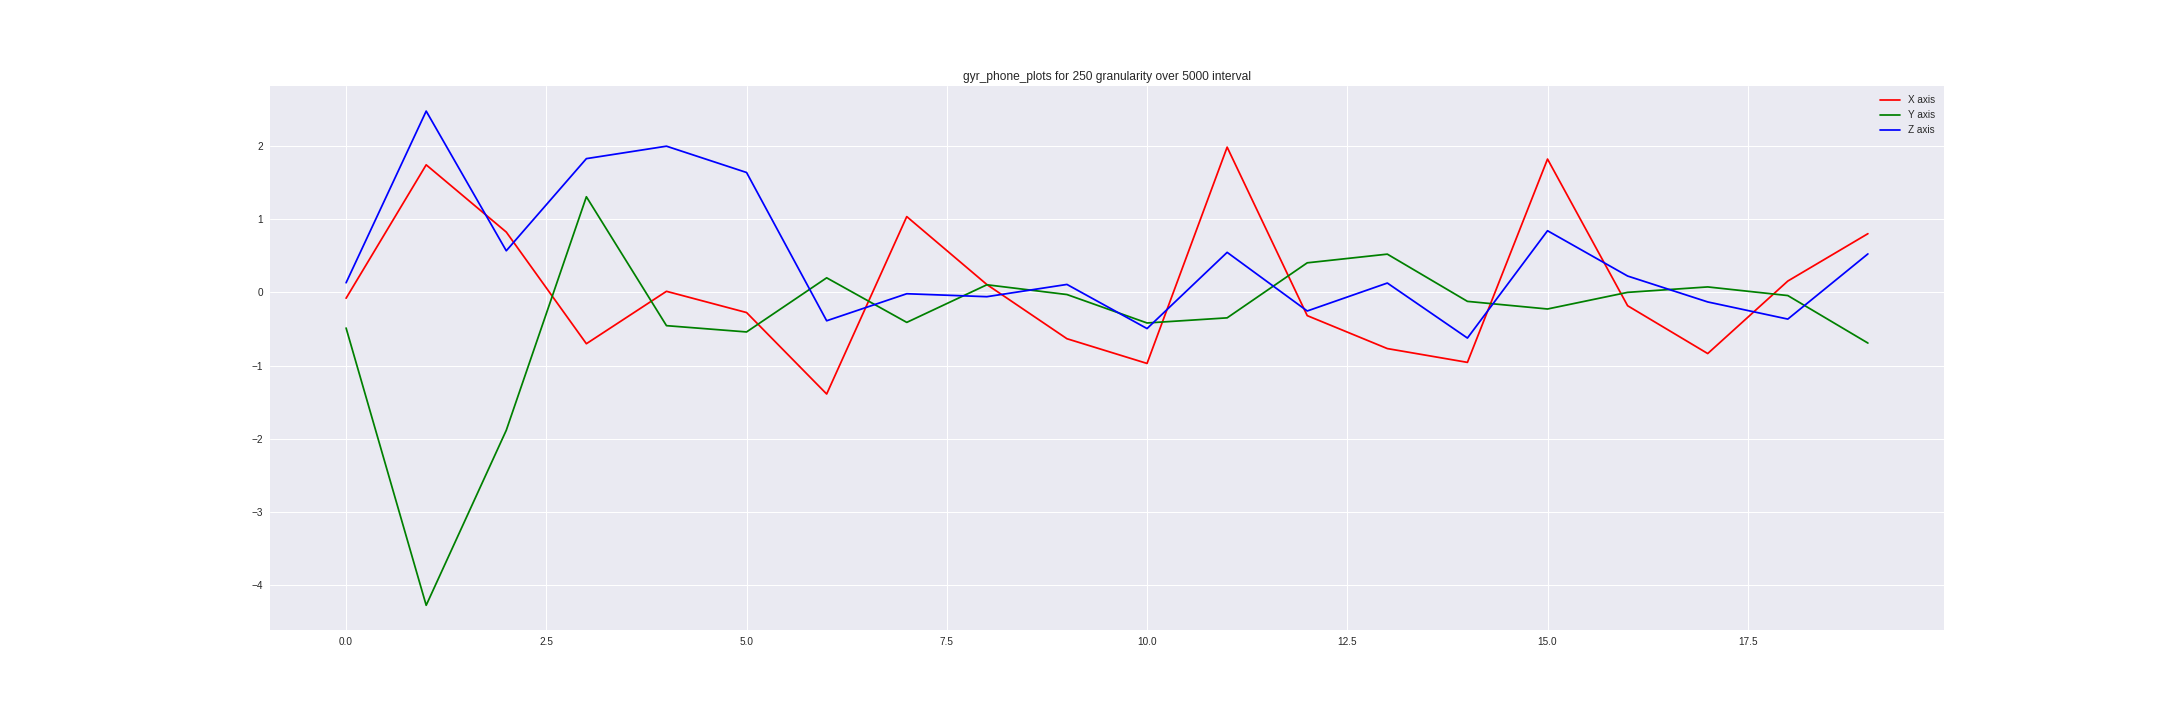 gyr_phone_plots for 250 granularity over 5000 interval
X axis
Y axis
Z axis
2
1
0
−1
−2
−3
−4
0.0 2.5 5.0 7.5 10.0 12.5 15.0 17.5